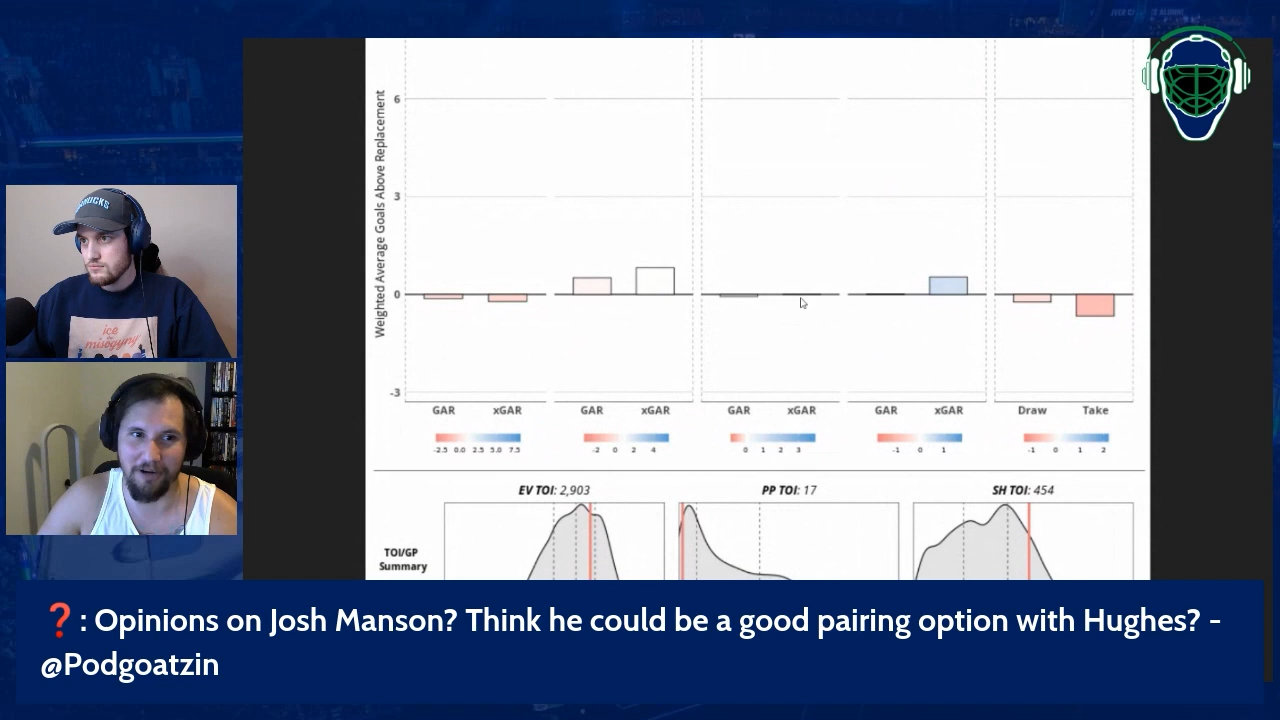 6
3
0
-3
Weighted Average Goals Above Replacement
GAR xGAR GAR xGAR GAR xGAR GAR xGAR Draw Take
-2.5 0.0 2.5 5.0 7.5 -2 0 2 4 0 1 2 3 -1 0 1 -1 0 1 2
EV TOI: 2,903 PP TOI: 17 SH TOI: 454
TOI/GP
Summary
ice
misogyny
❓: Opinions on Josh Manson? Think he could be a good pairing option with Hughes? -
@Podgoatzin